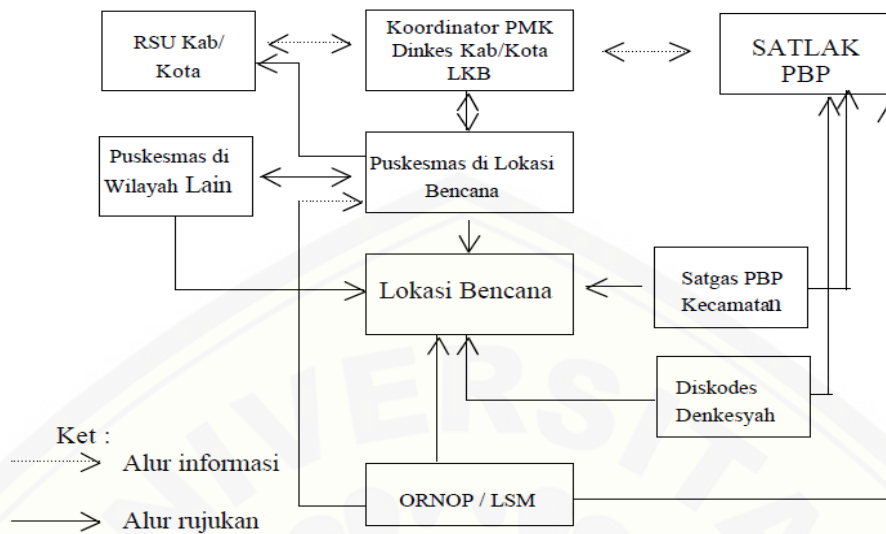 RSU Kab/
Kota
Koordinator PMK
Dinkes Kab/Kota
LKB
SATLAK
PBP
Puskesmas di
Wilayah Lain
Puskesmas di Lokasi
Bencana
Lokasi Bencana
Satgas PBP
Kecamatan
Diskodes
Denkesyah
Ket :
Alur informasi
Alur rujukan
ORNOP / LSM
UNIVERSITA